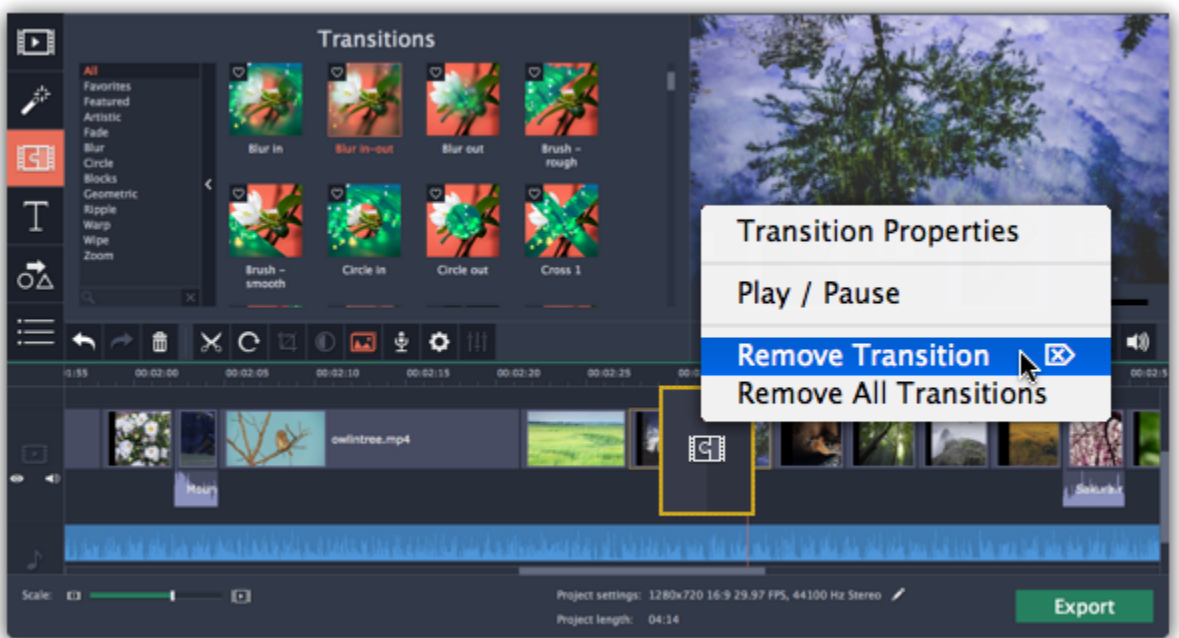 Transitions
All
Favorites
Featured
Artistic
Fade
Blur
Circle
Blocks
Geometric
Ripple
Warp
Wipe
Zoom
Blur in
Blur in-out
Blur out
Brush –
rough
Brush –
smooth
Circle in
Circle out
Cross 1
Transition Properties
Play / Pause
Remove Transition
Remove All Transitions
00:02:00
00:02:05
00:02:10
00:02:15
00:02:20
00:02:25
owlintree.mp4
Scale:
Project settings: 1280x720 16:9 29.97 FPS, 44100 Hz Stereo
Project length: 04:14
Export